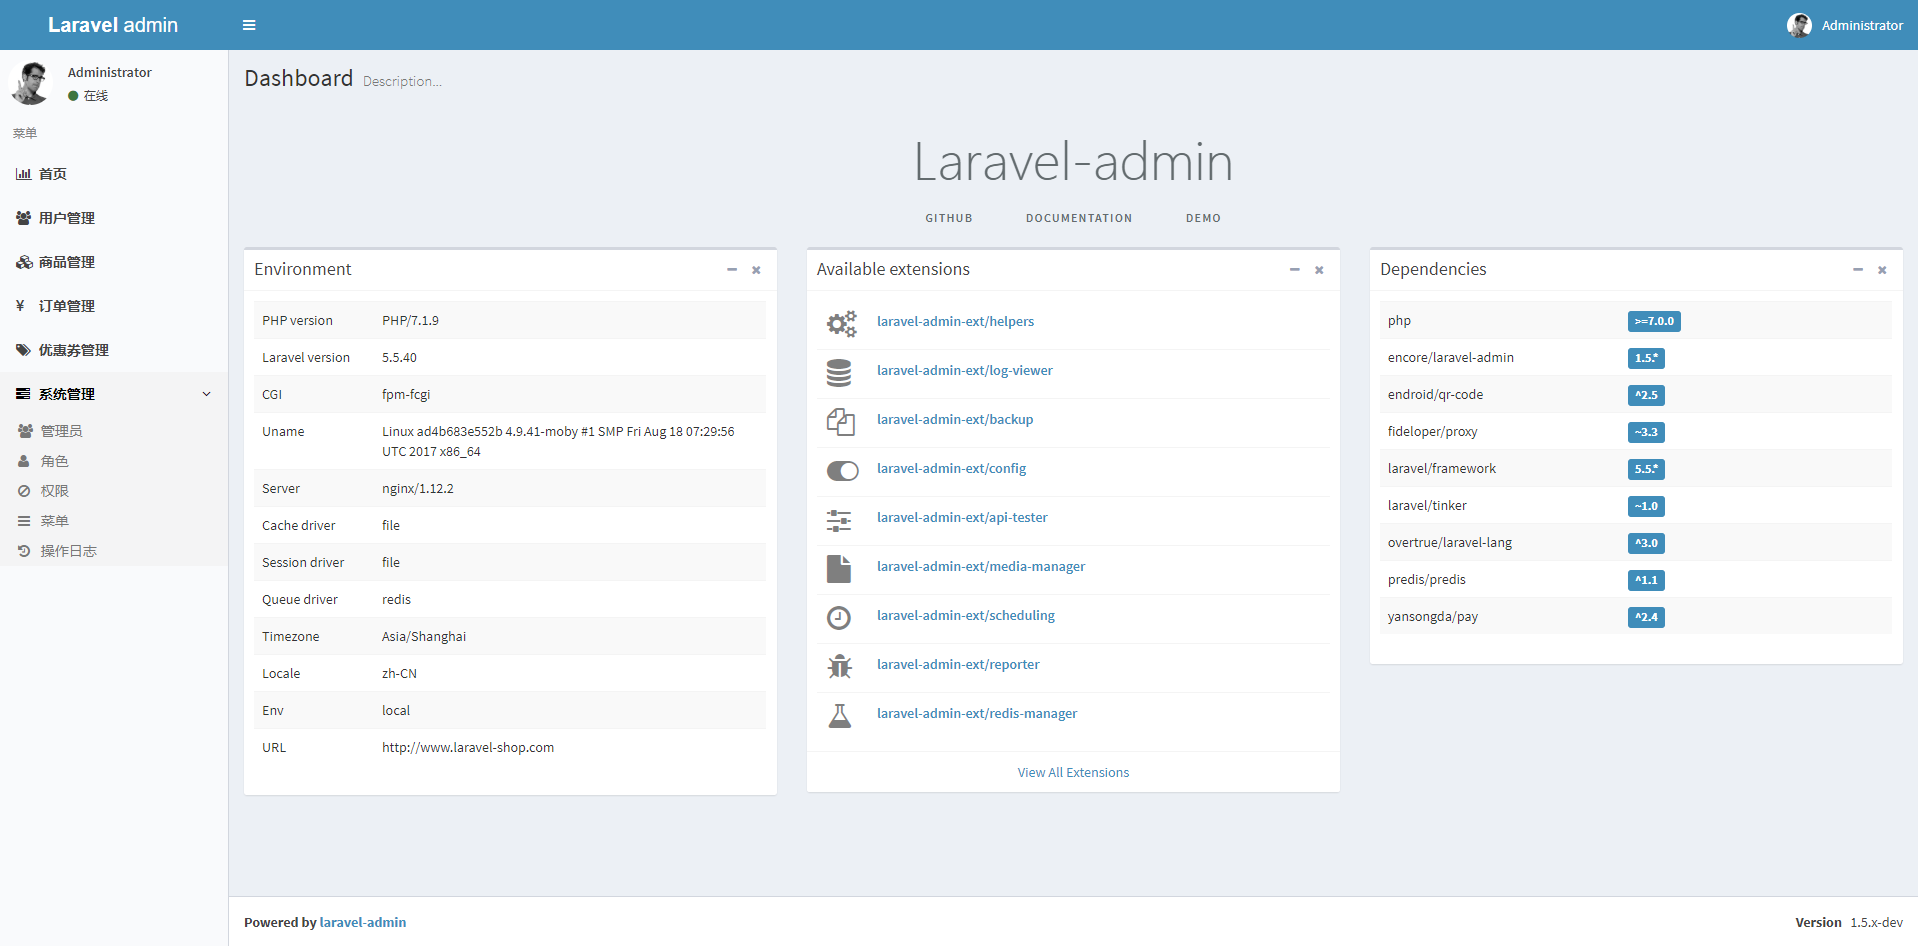 Laravel admin
Administrator
Administrator
在线
菜单
首页
用户管理
商品管理
订单管理
优惠券管理
系统管理
管理员
角色
权限
菜单
操作日志
Dashboard Description...
Laravel-admin
GITHUB DOCUMENTATION DEMO
Environment
PHP version PHP/7.1.9
Laravel version 5.5.40
CGI fpm-fcgi
Uname Linux ad4b683e552b 4.9.41-moby #1 SMP Fri Aug 18 07:29:56
UTC 2017 x86_64
Server nginx/1.12.2
Cache driver file
Session driver file
Queue driver redis
Timezone Asia/Shanghai
Locale zh-CN
Env local
URL http://www.laravel-shop.com
Available extensions
laravel-admin-ext/helpers
laravel-admin-ext/log-viewer
laravel-admin-ext/backup
laravel-admin-ext/config
laravel-admin-ext/api-tester
laravel-admin-ext/media-manager
laravel-admin-ext/scheduling
laravel-admin-ext/reporter
laravel-admin-ext/redis-manager
View All Extensions
Dependencies
php >=7.0.0
encore/laravel-admin 1.5.*
endroid/qr-code ^2.5
fideloper/proxy ~3.3
laravel/framework 5.5.*
laravel/tinker ~1.0
overtrue/laravel-lang ^3.0
predis/predis ^1.1
yansongda/pay ^2.4
Powered by laravel-admin
Version 1.5.x-dev